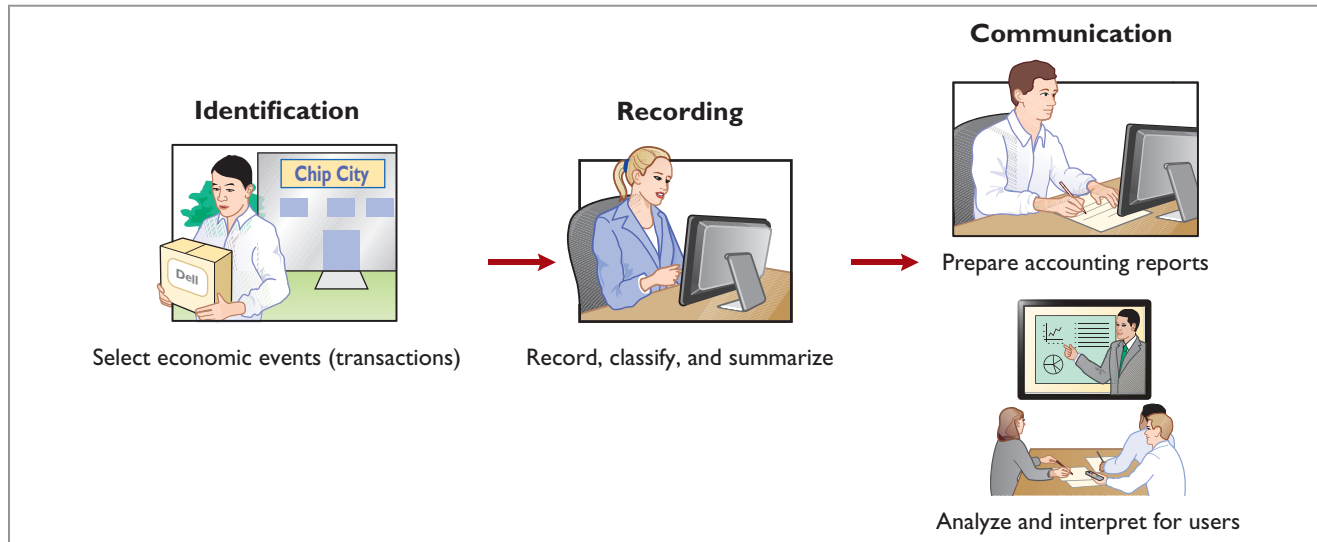 Identification
Chip City
Dell
Select economic events (transactions)
Recording
Record, classify, and summarize
Communication
Prepare accounting reports
Analyze and interpret for users